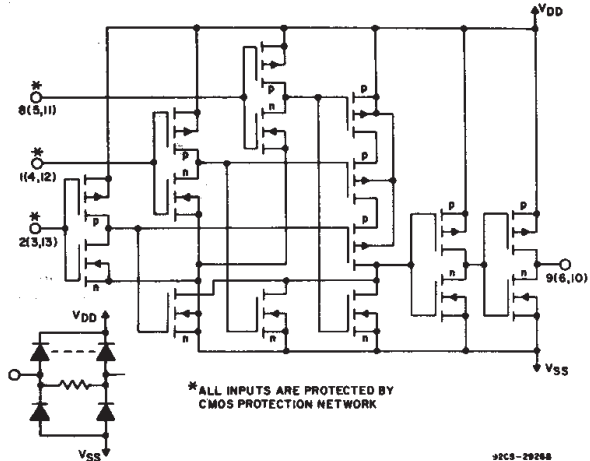 VDD
*
8(5,11)
p
n
p
*
1(4,12)
p
n
p
*
2(3,13)
p
n
p
p
p
n
n
9(6,10)
n
n
n
VDD
VSS
*ALL INPUTS ARE PROTECTED BY
CMOS PROTECTION NETWORK
VSS
92CS-29268